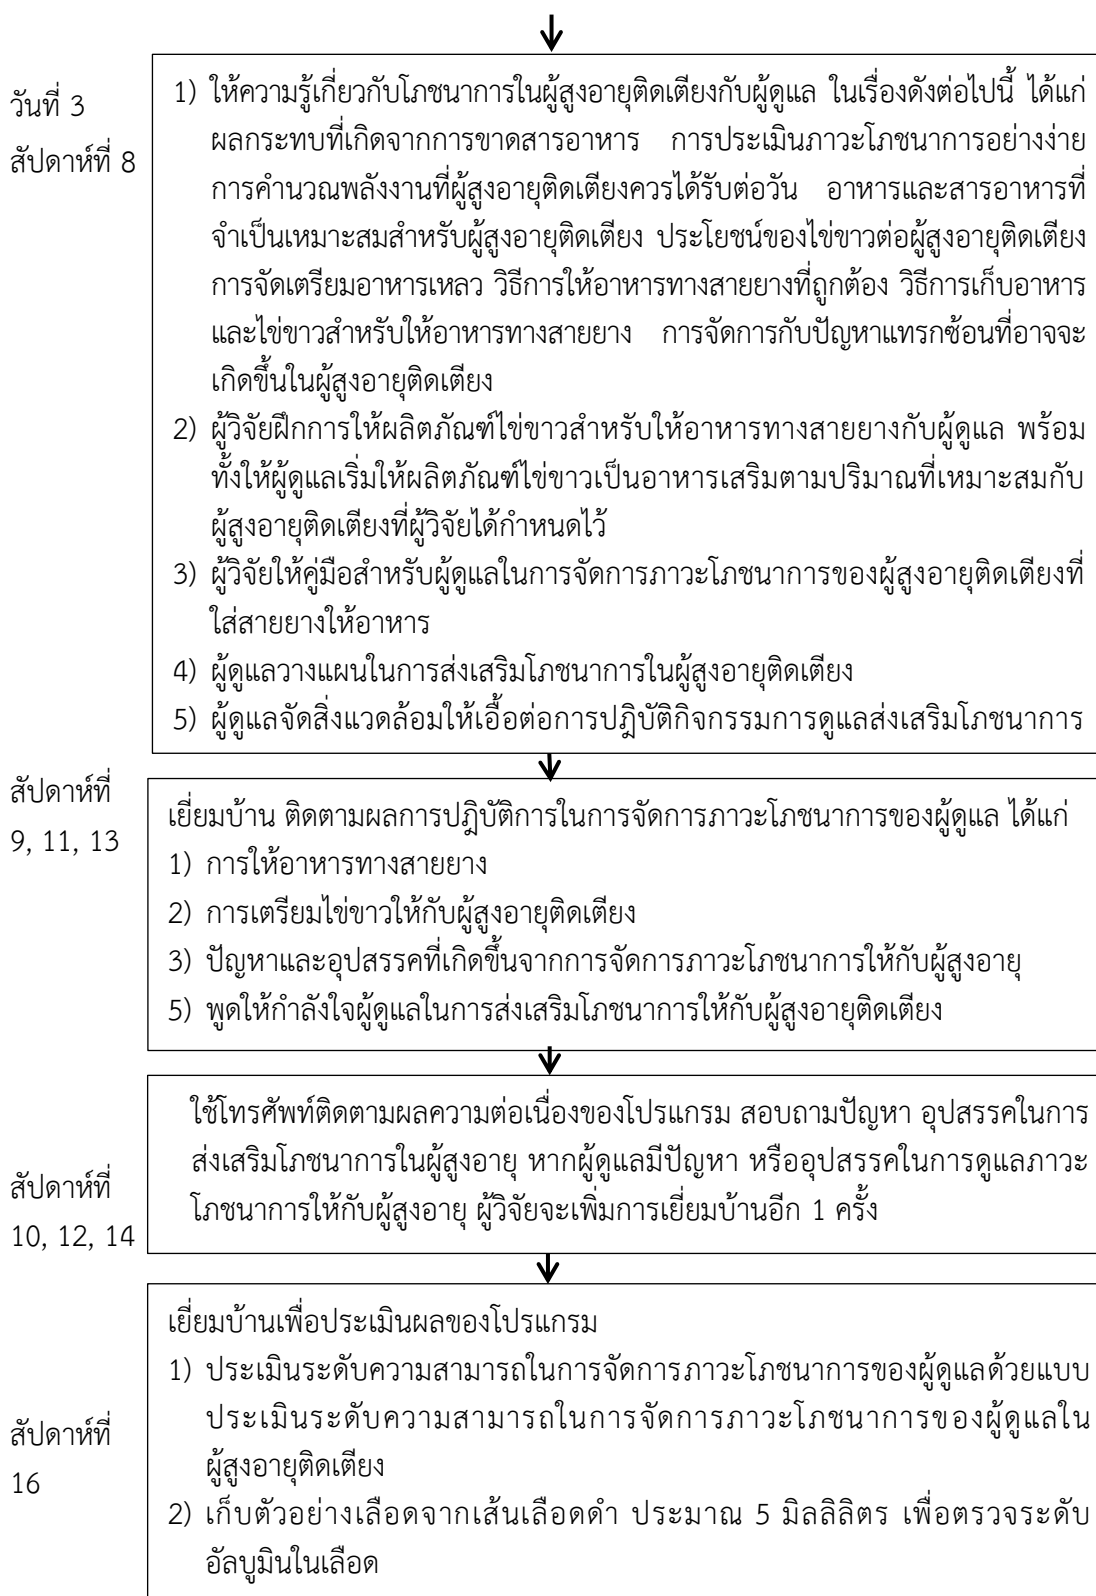 วันที่ 3
สัปดาห์ที่ 8
1) ให้ความรู้เกี่ยวกับโภชนาการในผู้สูงอายุติดเตียงกับผู้ดูแล ในเรื่องดังต่อไปนี้ ได้แก่
ผลกระทบที่เกิดจากการขาดสารอาหาร การประเมินภาวะโภชนาการอย่างง่าย
การคำนวณพลังงานที่ผู้สูงอายุติดเตียงควรได้รับต่อวัน อาหารและสารอาหารที่
จำเป็นเหมาะสมสำหรับผู้สูงอายุติดเตียง ประโยชน์ของไข่ขาวต่อผู้สูงอายุติดเตียง
การจัดเตรียมอาหารเหลว วิธีการให้อาหารทางสายยางที่ถูกต้อง วิธีการเก็บอาหาร
และไข่ขาวสำหรับให้อาหารทางสายยาง การจัดการกับปัญหาแทรกซ้อนที่อาจจะ
เกิดขึ้นในผู้สูงอายุติดเตียง
2) ผู้วิจัยฝึกการให้ผลิตภัณฑ์ไข่ขาวสำหรับให้อาหารทางสายยางกับผู้ดูแล พร้อม
ทั้งให้ผู้ดูแลเริ่มให้ผลิตภัณฑ์ไข่ขาวเป็นอาหารเสริมตามปริมาณที่เหมาะสมกับ
ผู้สูงอายุติดเตียงที่ผู้วิจัยได้กำหนดไว้
3) ผู้วิจัยให้คู่มือสำหรับผู้ดูแลในการจัดการภาวะโภชนาการของผู้สูงอายุติดเตียงที่
ใส่สายยางให้อาหาร
4) ผู้ดูแลวางแผนในการส่งเสริมโภชนาการในผู้สูงอายุติดเตียง
5) ผู้ดูแลจัดสิ่งแวดล้อมให้เอื้อต่อการปฎิบัติกิจกรรมการดูแลส่งเสริมโภชนาการ
สัปดาห์ที่
9, 11, 13
เยี่ยมบ้าน ติดตามผลการปฎิบัติการในการจัดการภาวะโภชนาการของผู้ดูแล ได้แก่
1) การให้อาหารทางสายยาง
2) การเตรียมไข่ขาวให้กับผู้สูงอายุติดเตียง
3) ปัญหาและอุปสรรคที่เกิดขึ้นจากการจัดการภาวะโภชนาการให้กับผู้สูงอายุ
5) พูดให้กำลังใจผู้ดูแลในการส่งเสริมโภชนาการให้กับผู้สูงอายุติดเตียง
สัปดาห์ที่
10, 12, 14
ใช้โทรศัพท์ติดตามผลความต่อเนื่องของโปรแกรม สอบถามปัญหา อุปสรรคในการ
ส่งเสริมโภชนาการในผู้สูงอายุ หากผู้ดูแลมีปัญหา หรืออุปสรรคในการดูแลภาวะ
โภชนาการให้กับผู้สูงอายุ ผู้วิจัยจะเพิ่มการเยี่ยมบ้านอีก 1 ครั้ง
สัปดาห์ที่
16
เยี่ยมบ้านเพื่อประเมินผลของโปรแกรม
1) ประเมินระดับความสามารถในการจัดการภาวะโภชนาการของผู้ดูแลด้วยแบบ
ประเมินระดับความสามารถในการจัดการภาวะโภชนาการของผู้ดูแลใน
ผู้สูงอายุติดเตียง
2) เก็บตัวอย่างเลือดจากเส้นเลือดดำ ประมาณ 5 มิลลิลิตร เพื่อตรวจระดับ
อัลบูมินในเลือด